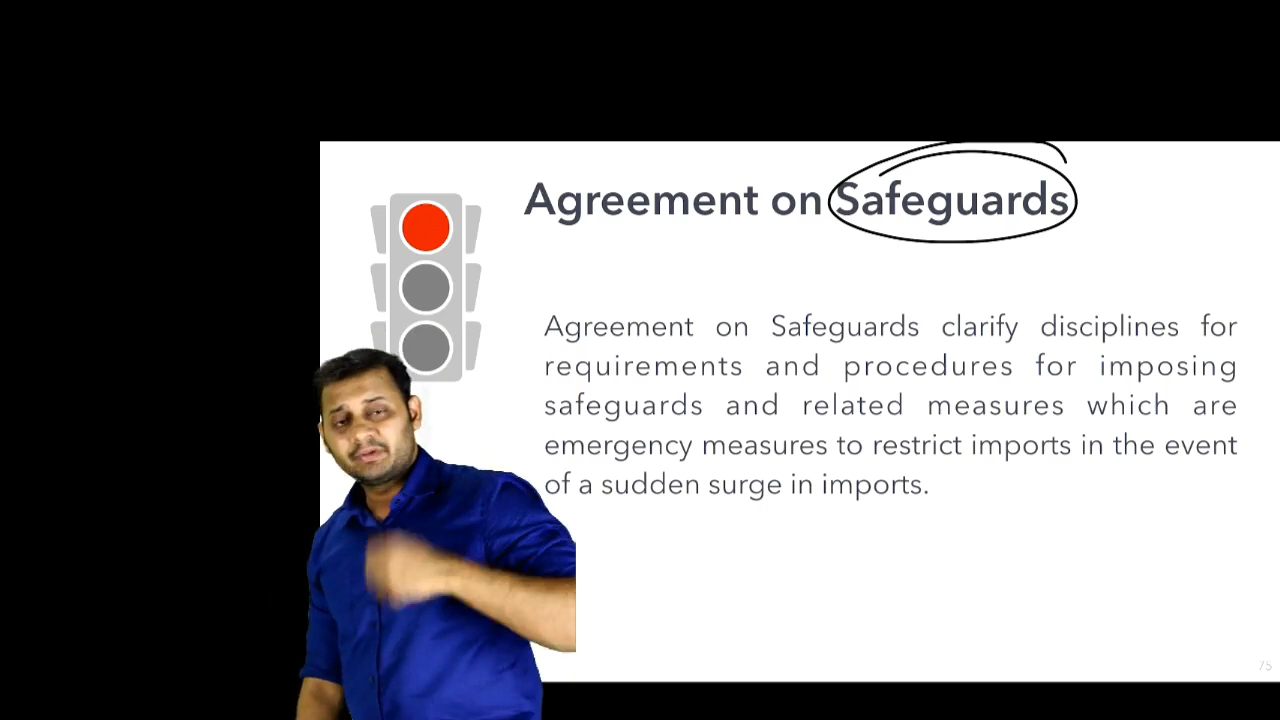 Agreement on Safeguards
Agreement on Safeguards clarify disciplines for
requirements and procedures for imposing
safeguards and related measures which are
emergency measures to restrict imports in the event
of a sudden surge in imports.
75